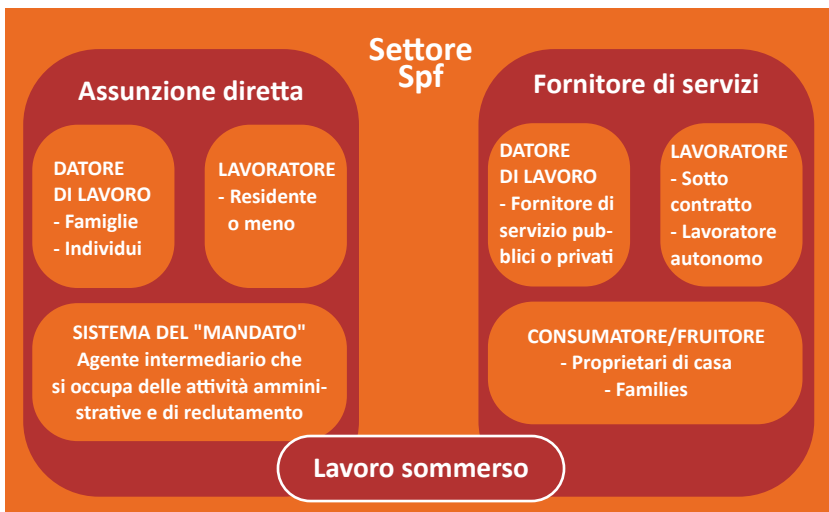 Settore
Spf
Assunzione diretta
DATORE
DI LAVORO
- Famiglie
- Individui
LAVORATORE
- Residente
o meno
SISTEMA DEL "MANDATO"
Agente intermediario che
si occupa delle attività ammini-
strative e di reclutamento
Fornitore di servizi
DATORE
DI LAVORO
- Fornitore di
servizio pub-
blici o privati
LAVORATORE
- Sotto
contratto
- Lavoratore
autonomo
CONSUMATORE/FRUITORE
- Proprietari di casa
- Families
Lavoro sommerso